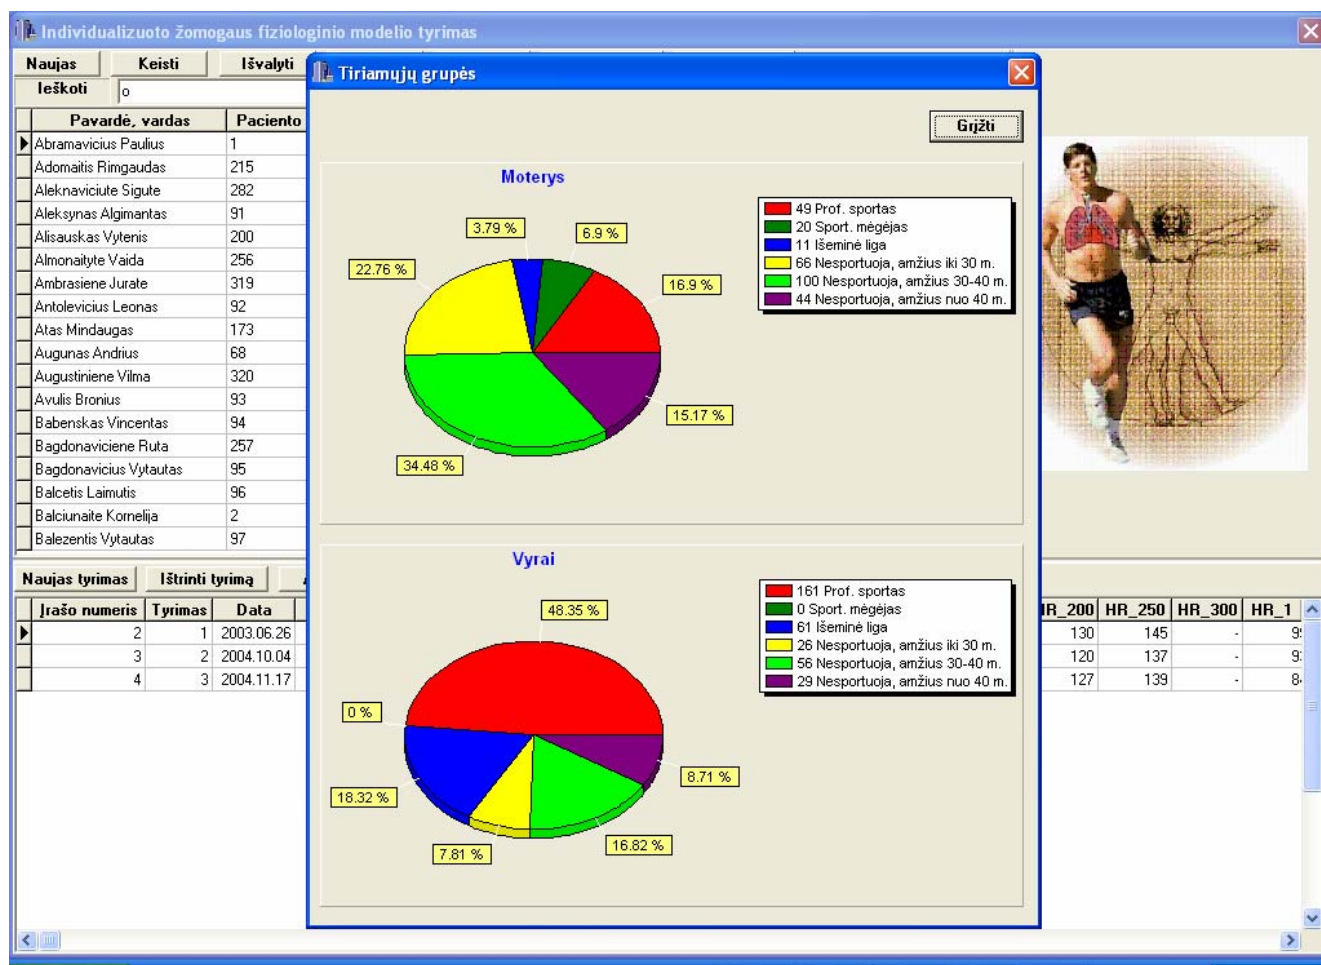 Individualizuoto žomogaus fiziologinio modelio tyrimas
Naujas Keisti Išvalyti
Ieškoti o
Pavardė, vardas Paciento
Abramavicius Paulius 1
Adomaitis Rimgaudas 215
Aleknaviciute Sigute 282
Aleksynas Algimantas 91
Alisauskas Vytenis 200
Almonaityte Vaida 256
Ambrasiene Jurate 319
Antolevicius Leonas 92
Atas Mindaugas 173
Augunas Andrius 68
Augustiniene Vilma 320
Avulis Bronius 93
Babenskas Vincentas 94
Bagdonaviciene Ruta 257
Bagdonavicius Vytautas 95
Balcetis Laimutis 96
Balciunaite Kornelija 2
Balezentis Vytautas 97
Naujas tyrimas Ištrinti tyrimą
Įrašo numeris Tyrimas Data
2 1 2003.06.26
3 2 2004.10.04
4 3 2004.11.17
Tiriamųjų grupės
Grįžti
Moterys
3.79 %
6.9 %
22.76 %
16.9 %
15.17 %
34.48 %
49 Prof. sportas
20 Sport. mėgėjas
11 Išeminė liga
66 Nesportuoja, amžius iki 30 m.
100 Nesportuoja, amžius 30-40 m.
44 Nesportuoja, amžius nuo 40 m.
Vyrai
48.35 %
0 %
18.32 %
7.81 %
16.82 %
8.71 %
161 Prof. sportas
0 Sport. mėgėjas
61 Išeminė liga
26 Nesportuoja, amžius iki 30 m.
56 Nesportuoja, amžius 30-40 m.
29 Nesportuoja, amžius nuo 40 m.
HR_200 HR_250 HR_300 HR_1
130 145 -
120 137 -
127 139 -